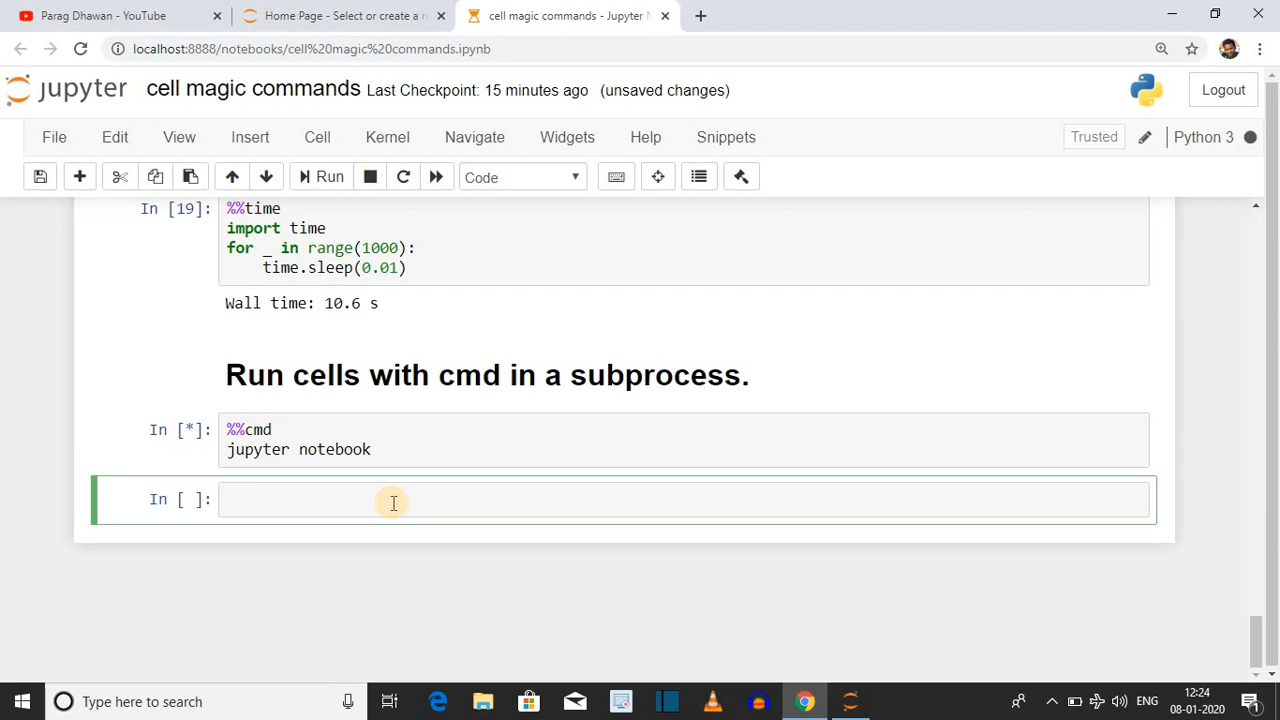 Parag Dhawan - YouTube
Home Page - Select or create a n
cell magic commands - Jupyter N
localhost:8888/notebooks/cell%20magic%20commands.ipynb
jupyter cell magic commands Last Checkpoint: 15 minutes ago (unsaved changes) Logout
File Edit View Insert Cell Kernel Navigate Widgets Help Snippets Trusted Python 3
Run Code
In [19]: %%time
import time
for _ in range(1000):
time.sleep(0.01)
Wall time: 10.6 s
Run cells with cmd in a subprocess.
In [*]: %%cmd
jupyter notebook
In [ ]:
Type here to search
ENG
12:24
08-01-2020
1